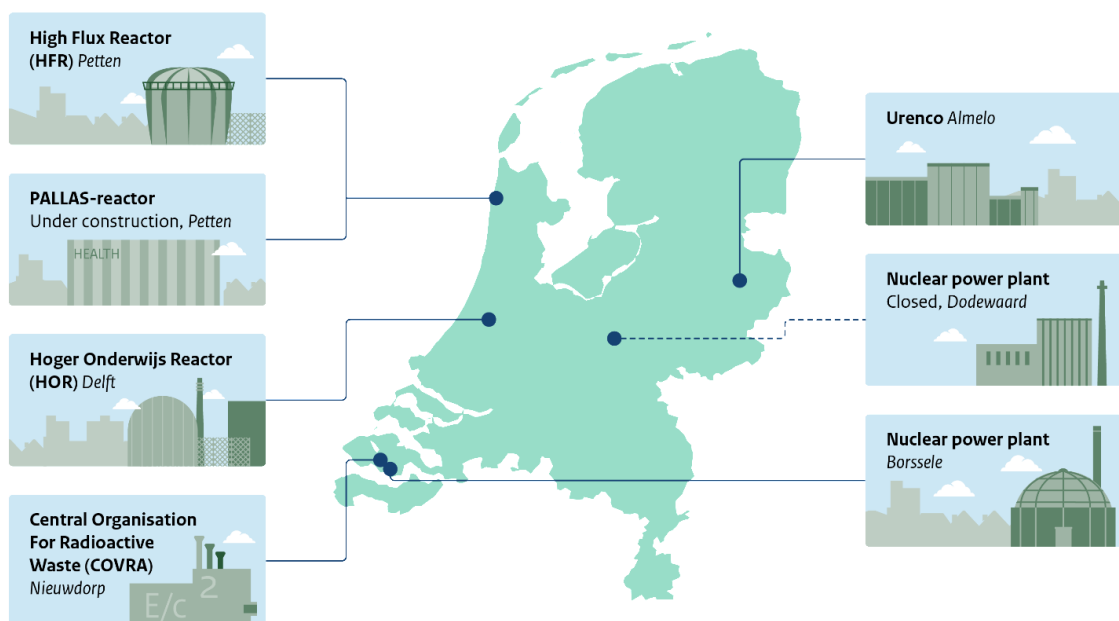 High Flux Reactor
(HFR) Petten
PALLAS-reactor
Under construction, Petten
HEALTH
Hoger Onderwijs Reactor
(HOR) Delft
Central Organisation
For Radioactive
Waste (COVRA)
Nieuwdorp
E/c²
Urenco Almelo
Nuclear power plant
Closed, Dodewaard
Nuclear power plant
Borssele